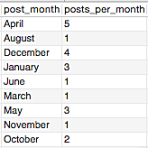 post_month posts_per_month
April 5
August 1
December 4
January 3
June 1
March 1
May 3
November 1
October 2